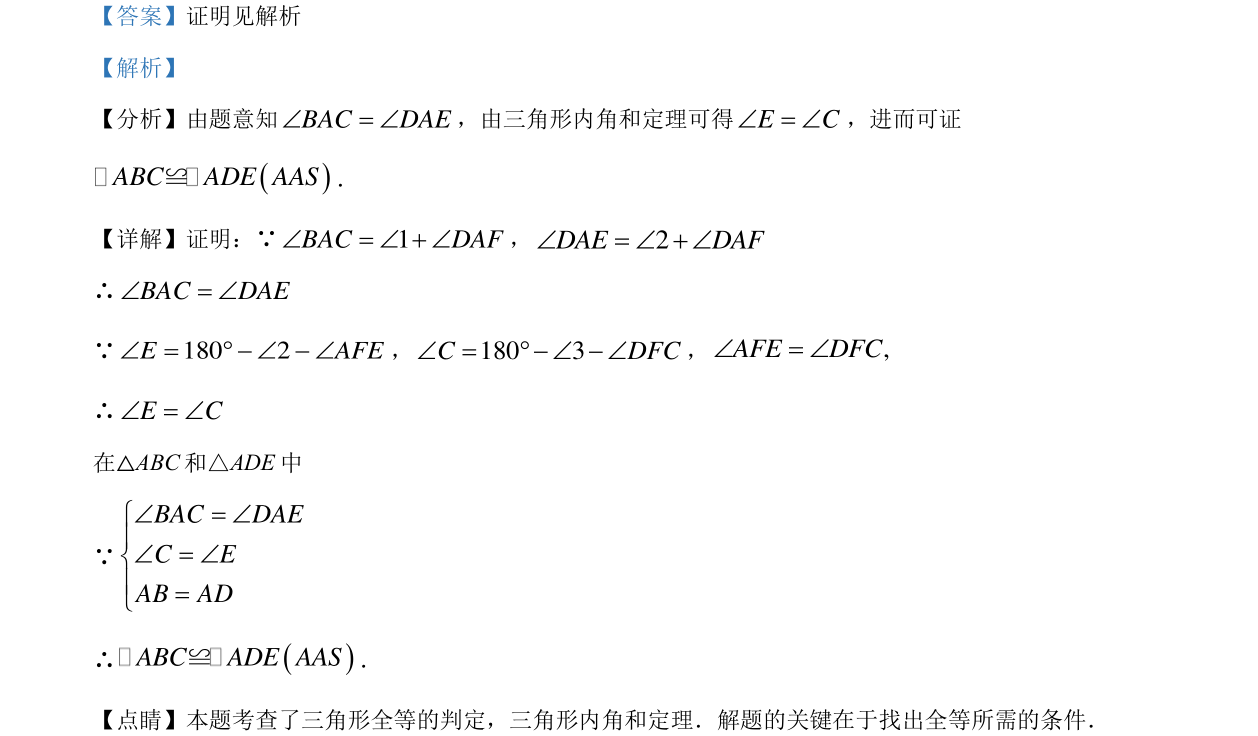 【答案】证明见解析
【解析】
【分析】由题意知∠BAC = ∠DAE，由三角形内角和定理可得∠E = ∠C，进而可证
□ABC≌□ADE(AAS)．
【详解】证明：∵∠BAC = ∠1+∠DAF，∠DAE = ∠2+∠DAF
∴∠BAC = ∠DAE
∵∠E =180°−∠2−∠AFE，∠C =180°−∠3−∠DFC，∠AFE = ∠DFC,
∴∠E = ∠C
在△ABC和△ADE中
∠BAC = ∠DAE
∵{∠C = ∠E
AB = AD
∴□ABC≌□ADE(AAS)．
【点睛】本题考查了三角形全等的判定，三角形内角和定理．解题的关键在于找出全等所需的条件．